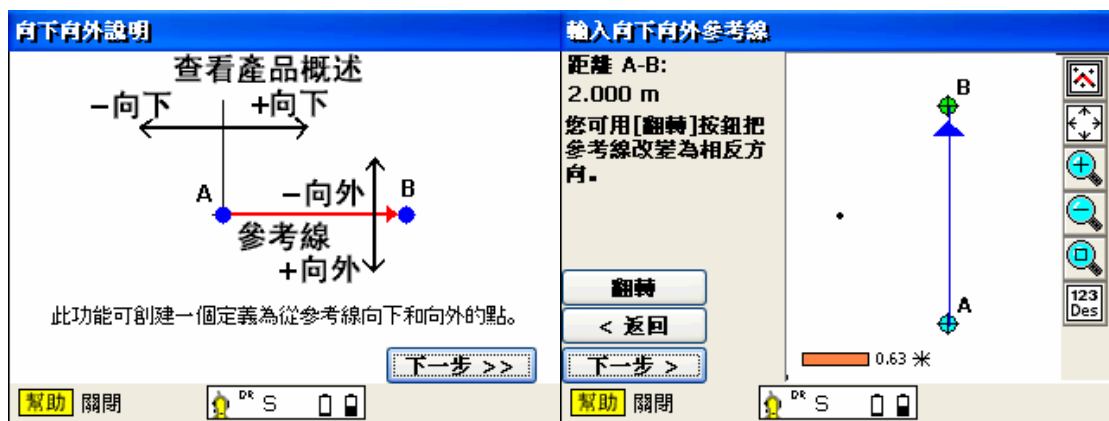 向下向外說明
查看產品概述
-向下 +向下
A
-向外
B
參考線
+向外
此功能可創建一個定義為從參考線向下和向外的點。
下一步 >>
幫助 關閉
DR S
輸入向下向外參考線
距離 A-B:
2.000 m
您可用[翻轉]按鈕把
參考線改變為相反方
向。
B
A
翻轉
< 返回
下一步 >
0.63 米
123
Des
幫助 關閉
DR S